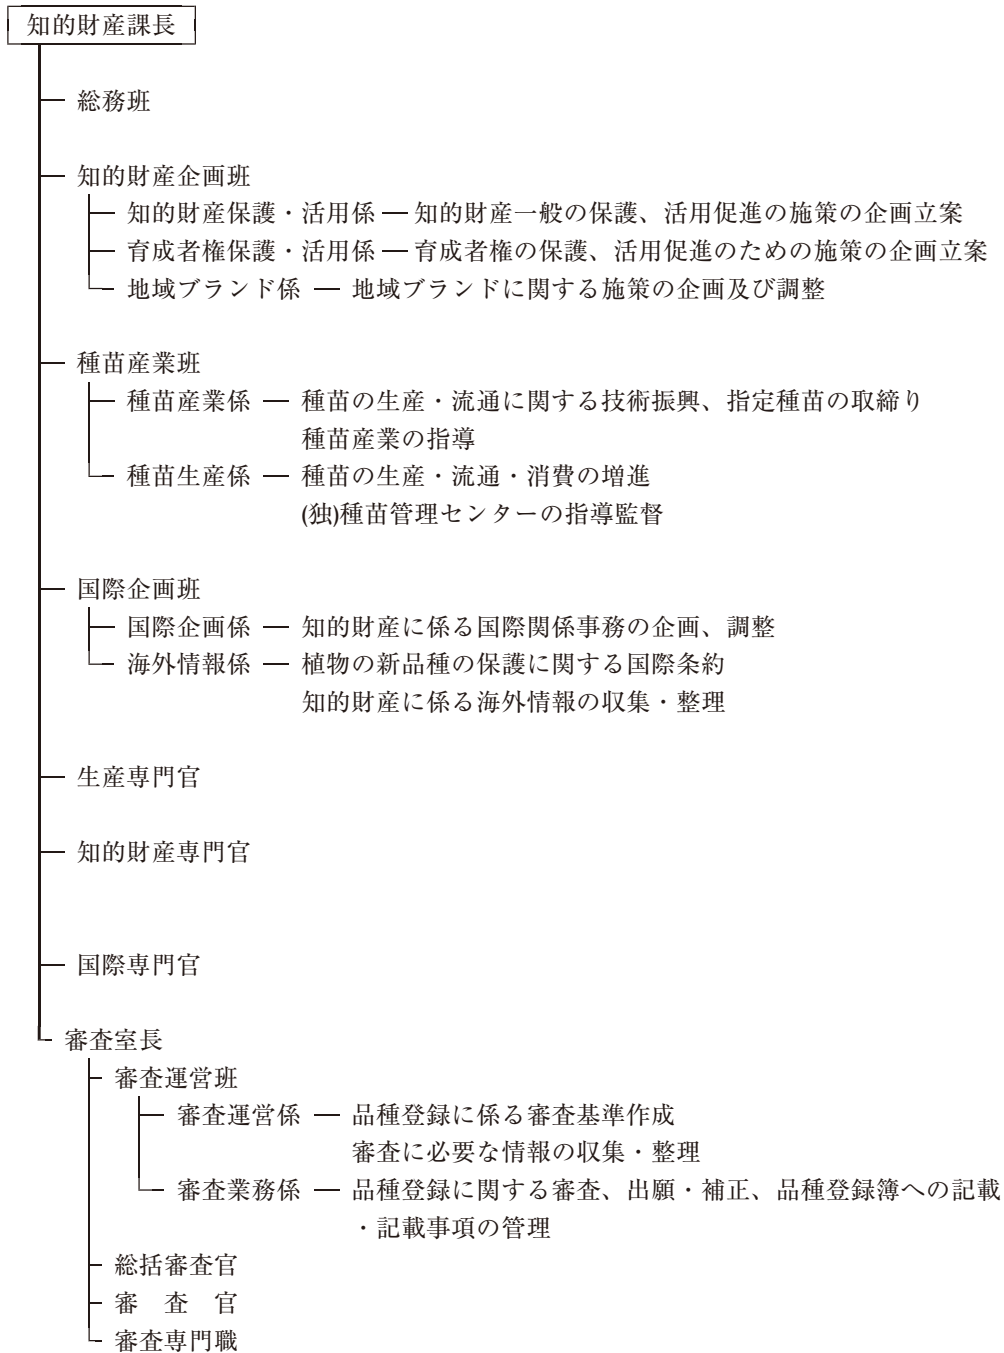 知的財産課長
総務班
知的財産企画班
知的財産保護・活用係 ― 知的財産一般の保護、活用促進の施策の企画立案
育成者権保護・活用係 ― 育成者権の保護、活用促進のための施策の企画立案
地域ブランド係 ― 地域ブランドに関する施策の企画及び調整
種苗産業班
種苗産業係 ― 種苗の生産・流通に関する技術振興、指定種苗の取締り
種苗産業の指導
種苗生産係 ― 種苗の生産・流通・消費の増進
(独)種苗管理センターの指導監督
国際企画班
国際企画係 ― 知的財産に係る国際関係事務の企画、調整
海外情報係 ― 植物の新品種の保護に関する国際条約
知的財産に係る海外情報の収集・整理
生産専門官
知的財産専門官
国際専門官
審査室長
審査運営班
審査運営係 ― 品種登録に係る審査基準作成
審査に必要な情報の収集・整理
審査業務係 ― 品種登録に関する審査、出願・補正、品種登録簿への記載
・記載事項の管理
総括審査官
審　査　官
審査専門職